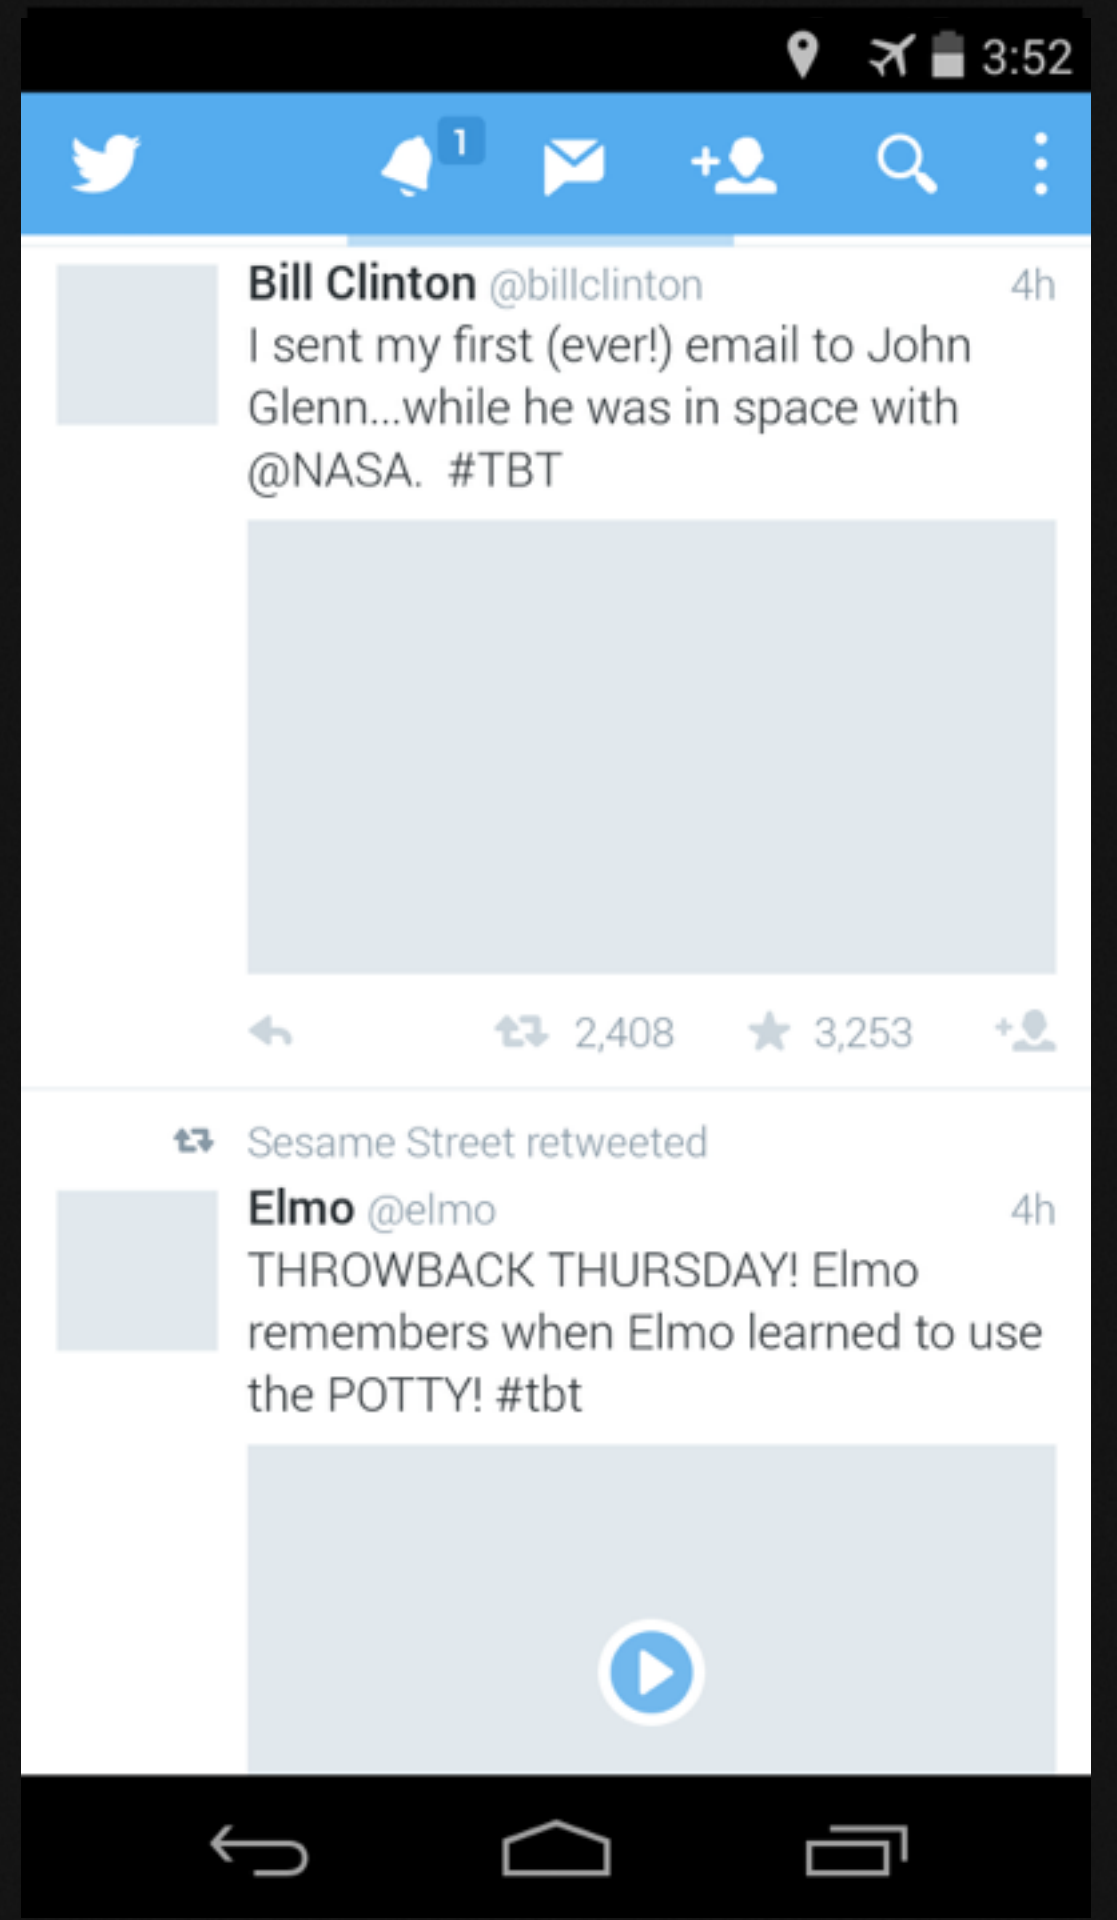 3:52
1
Bill Clinton @billclinton 4h
I sent my first (ever!) email to John
Glenn...while he was in space with
@NASA.  #TBT
2,408 3,253
Sesame Street retweeted
Elmo @elmo 4h
THROWBACK THURSDAY! Elmo
remembers when Elmo learned to use
the POTTY! #tbt